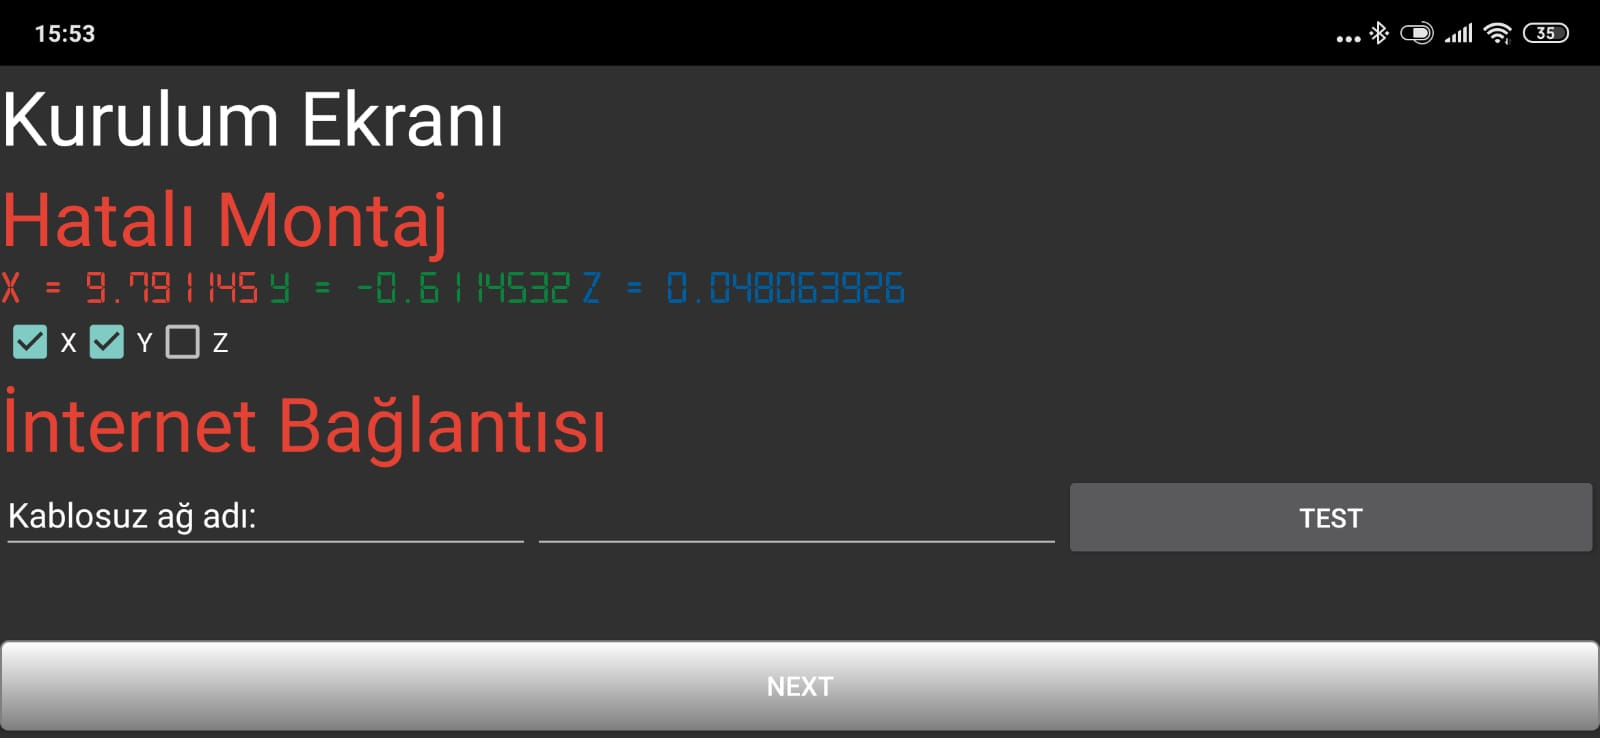 15:53
35
Kurulum Ekranı
Hatalı Montaj
X = 9.791145 y = -0.6114532 Z = 0.048063926
X Y Z
İnternet Bağlantısı
Kablosuz ağ adı:
TEST
NEXT